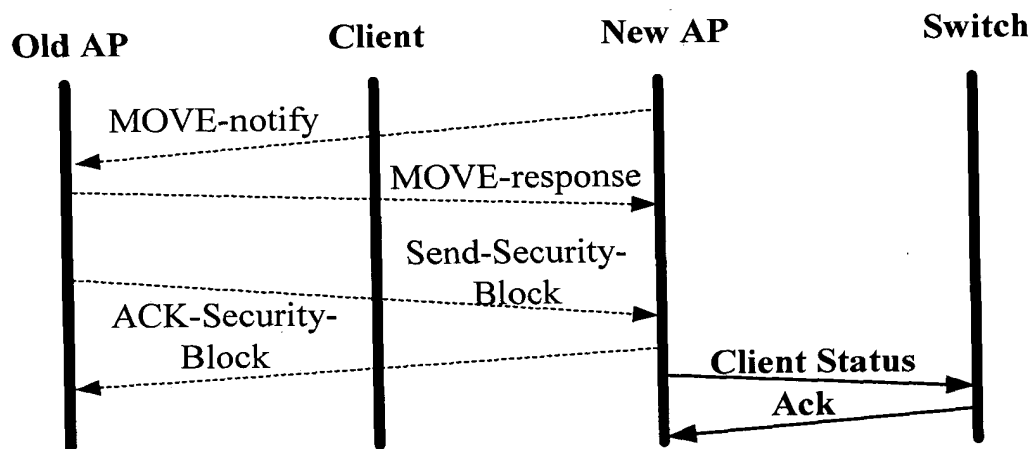 Old AP
Client
New AP
Switch
MOVE-notify
MOVE-response
Send-Security-
Block
ACK-Security-
Block
Client Status
Ack